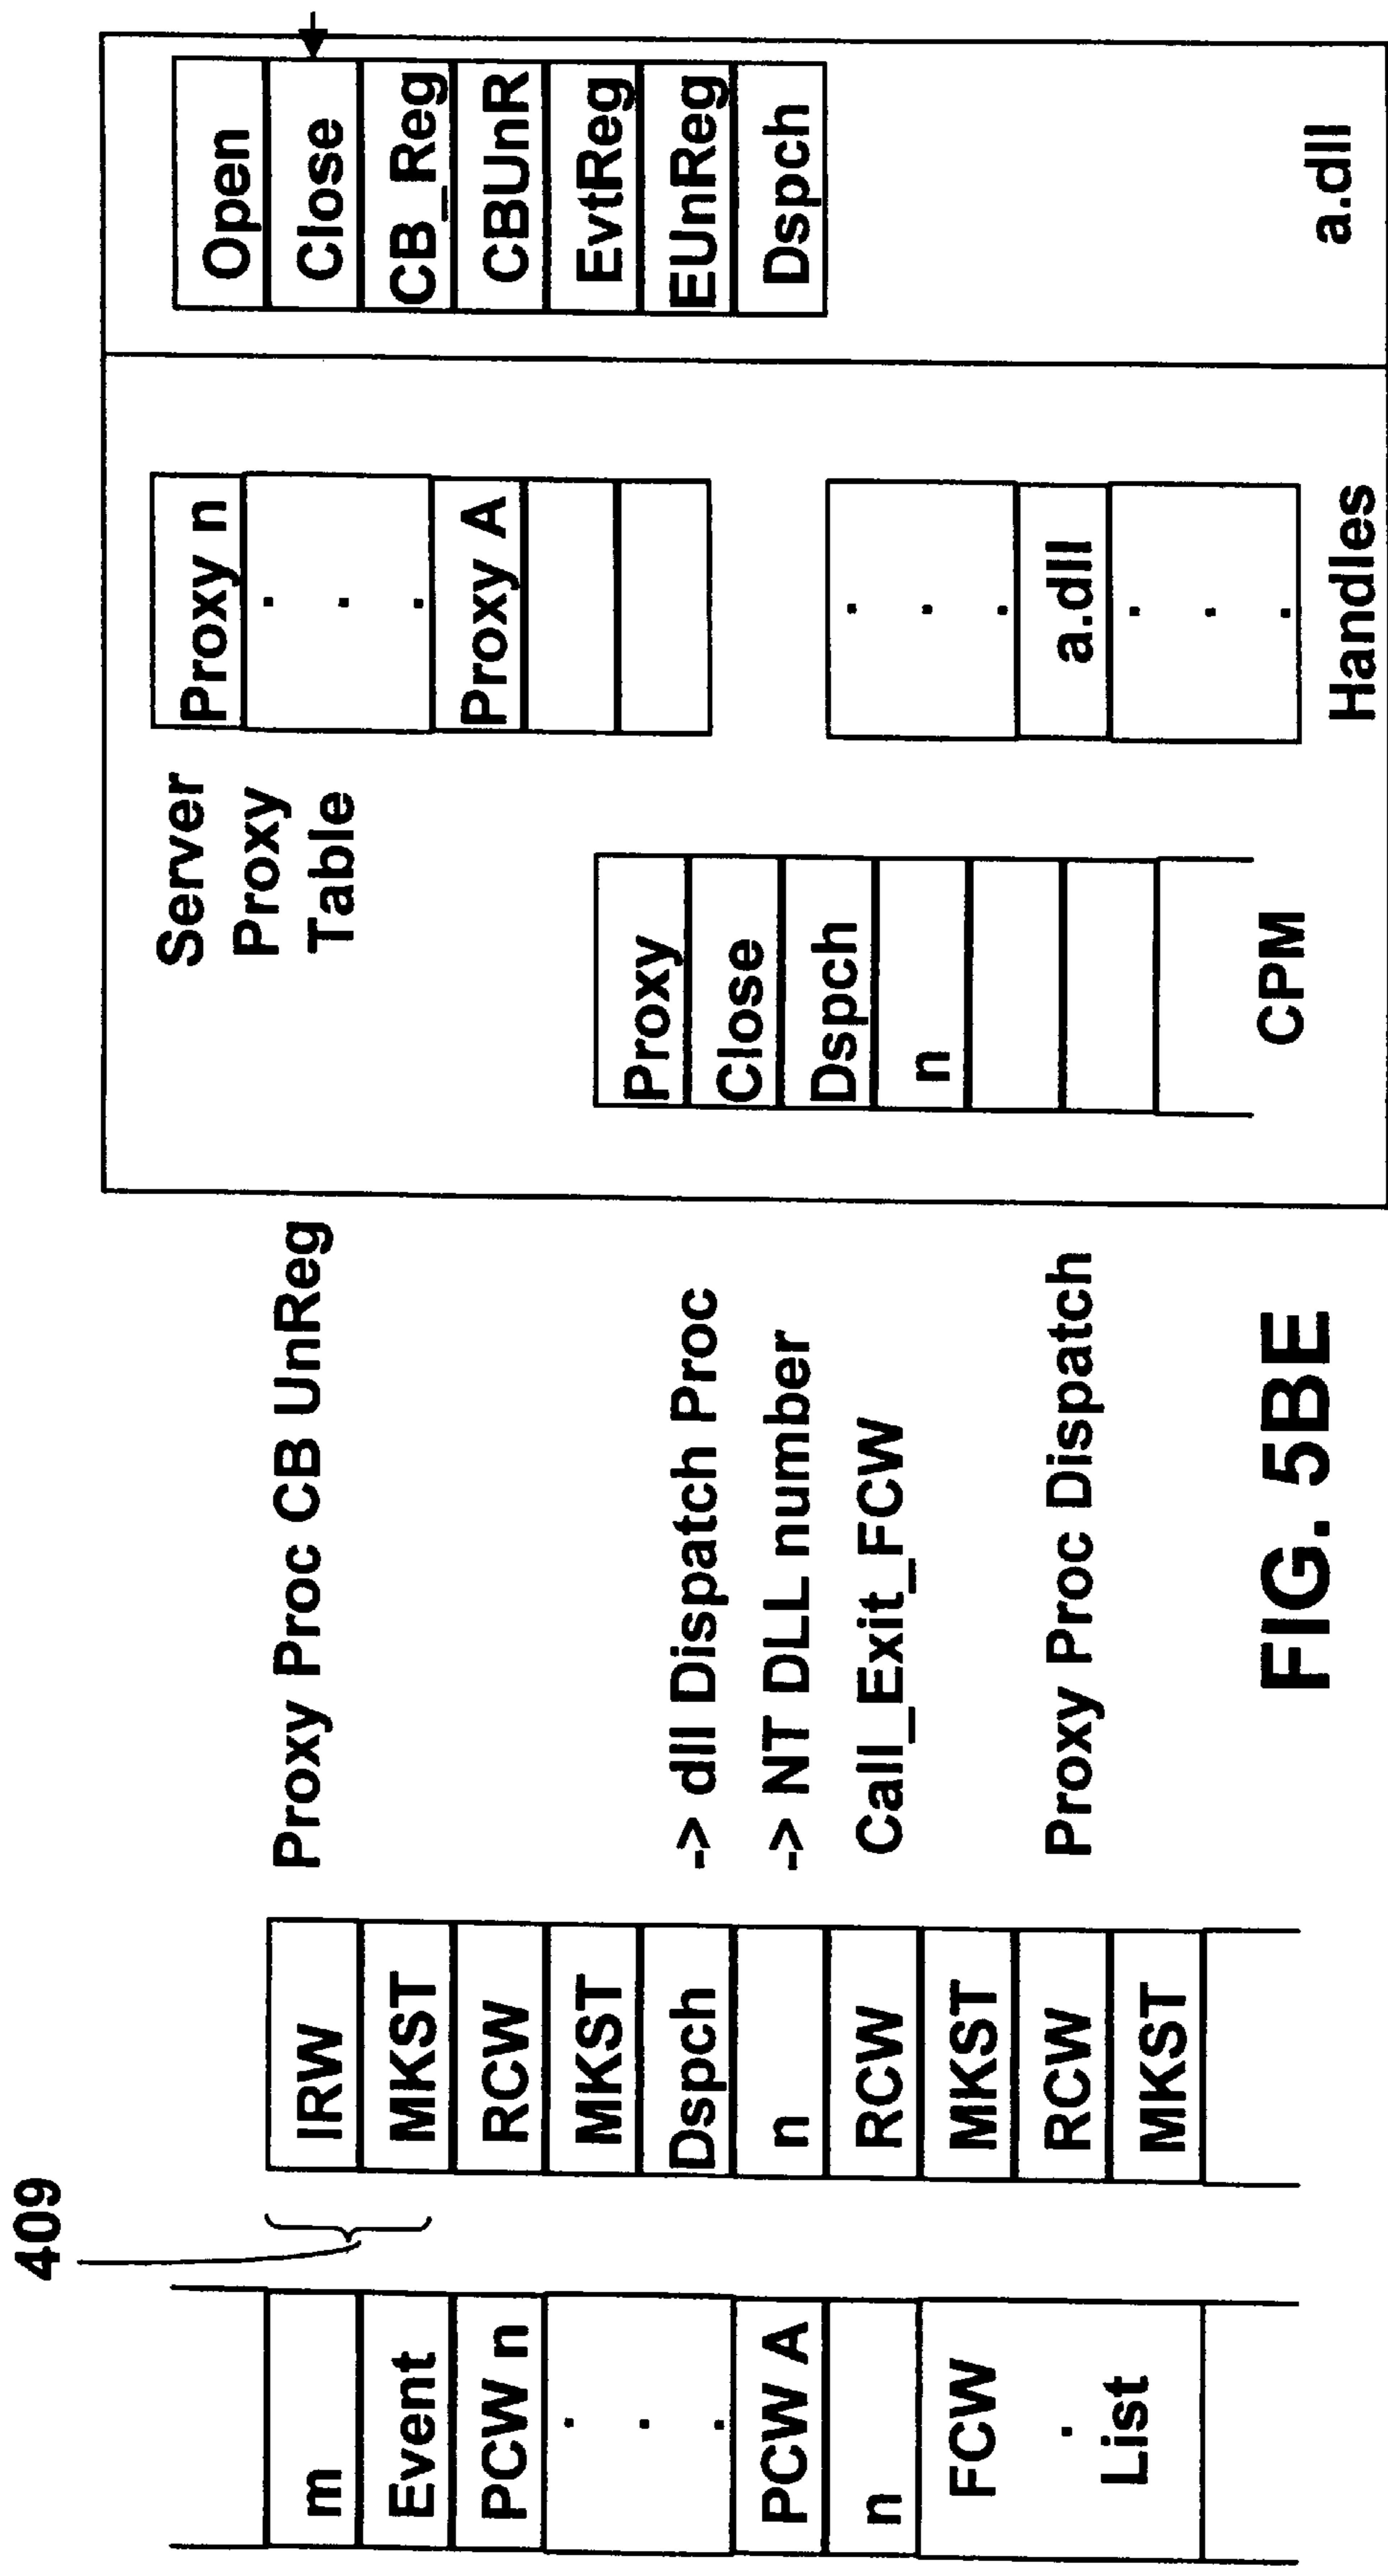 409
m
Event
PCW n
.
.
.
PCW A
n
FCW
.
List
IRW
MKST
RCW
MKST
Dspch
n
RCW
MKST
RCW
MKST
Proxy Proc CB UnReg
-> dll Dispatch Proc
-> NT DLL number
Call_Exit_FCW
Proxy Proc Dispatch
Server
Proxy
Table
Proxy
Close
Dspch
n
CPM
Proxy n
.
.
.
Proxy A
.
.
.
a.dll
.
.
.
Handles
Open
Close
CB_Reg
CBUnR
EvtReg
EUnReg
Dspch
a.dll
FIG. 5BE